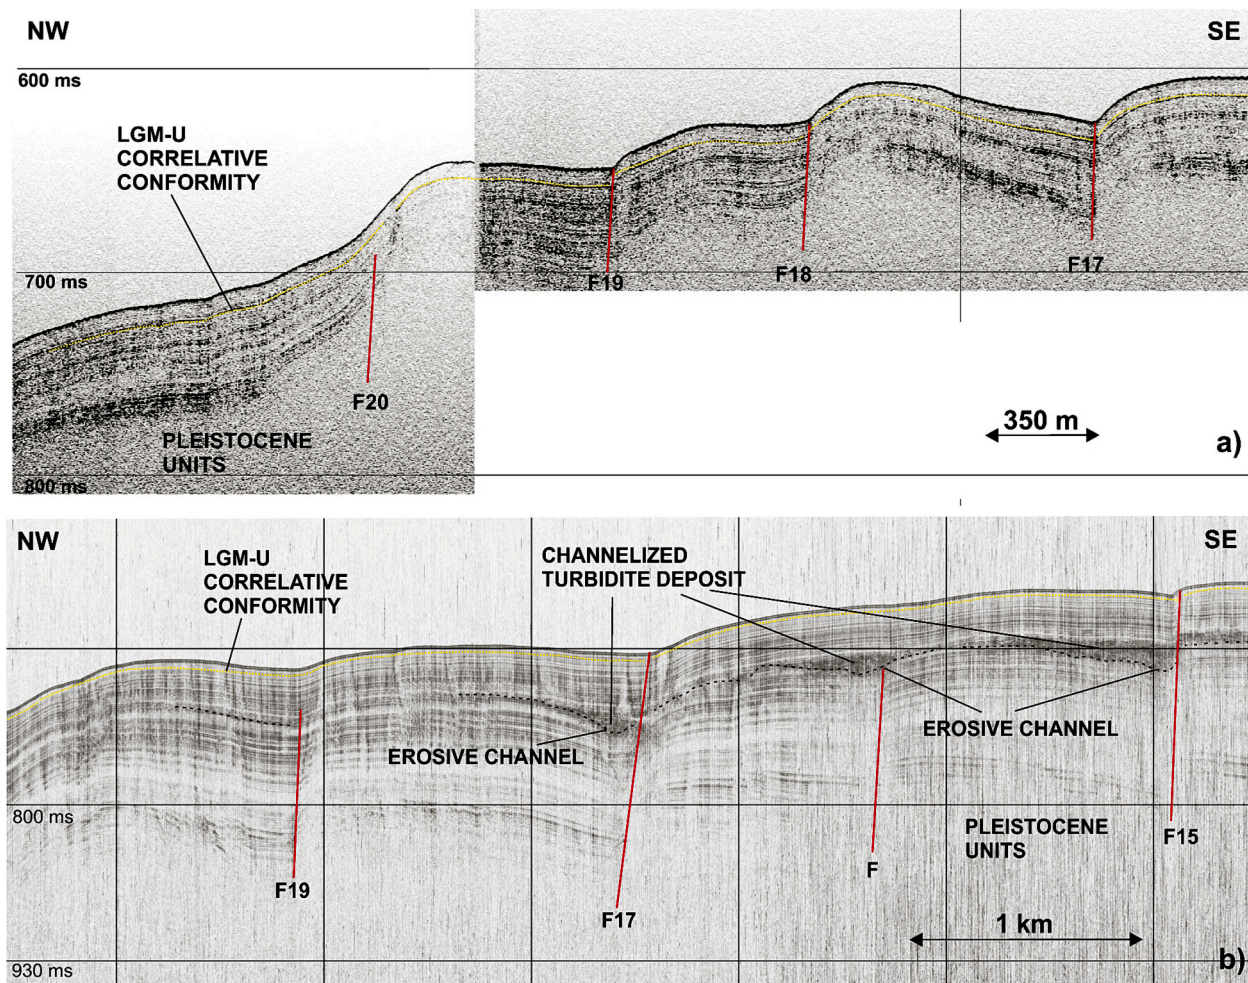 NW
SE
600 ms
LGM-U
CORRELATIVE
CONFORMITY
700 ms
F19
F18
F17
F20
350 m
PLEISTOCENE
UNITS
a)
800 ms
NW
SE
LGM-U
CORRELATIVE
CONFORMITY
CHANNELIZED
TURBIDITE DEPOSIT
EROSIVE CHANNEL
EROSIVE CHANNEL
800 ms
PLEISTOCENE
UNITS
F15
F
F19
F17
1 km
b)
930 ms